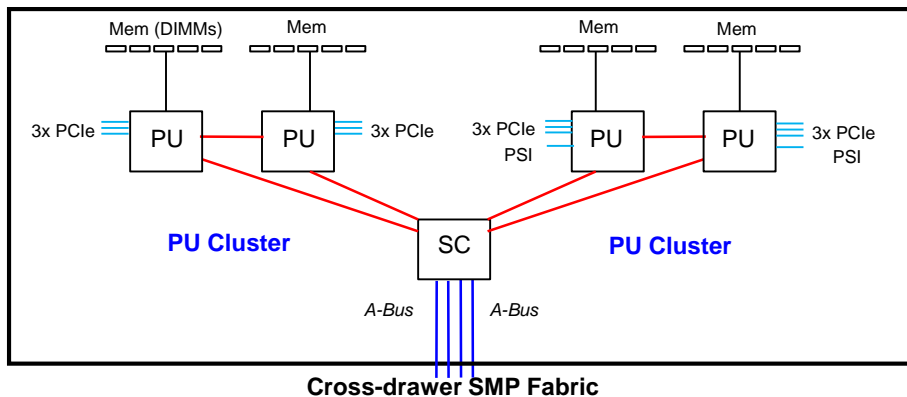 Mem (DIMMs)
Mem
Mem
Mem
3x PCIe
PU
PU
3x PCIe
3x PCIe
PSI
PU
PU
3x PCIe
PSI
PU Cluster
SC
PU Cluster
A-Bus
A-Bus
Cross-drawer SMP Fabric